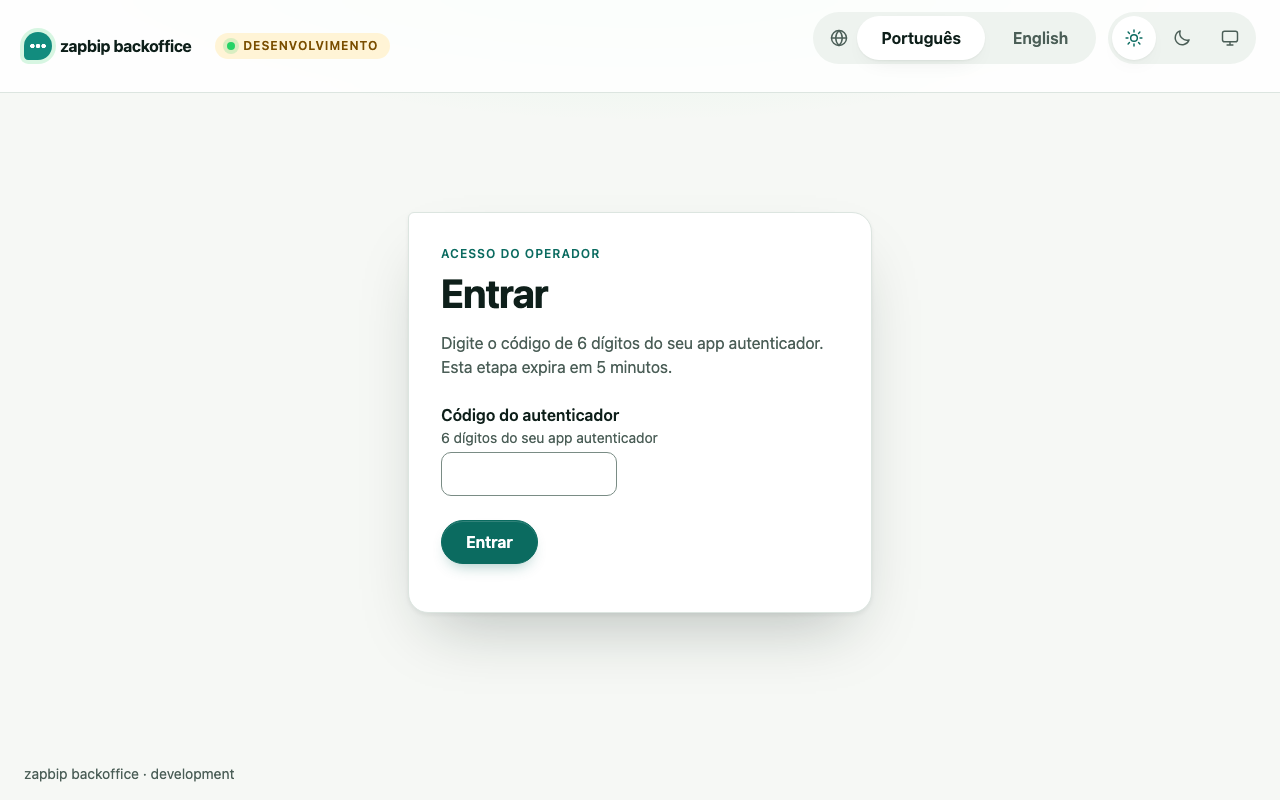 zapbip backoffice
DESENVOLVIMENTO
Português
English
ACESSO DO OPERADOR
Entrar
Digite o código de 6 dígitos do seu app autenticador.
Esta etapa expira em 5 minutos.
Código do autenticador
6 dígitos do seu app autenticador
Entrar
zapbip backoffice · development